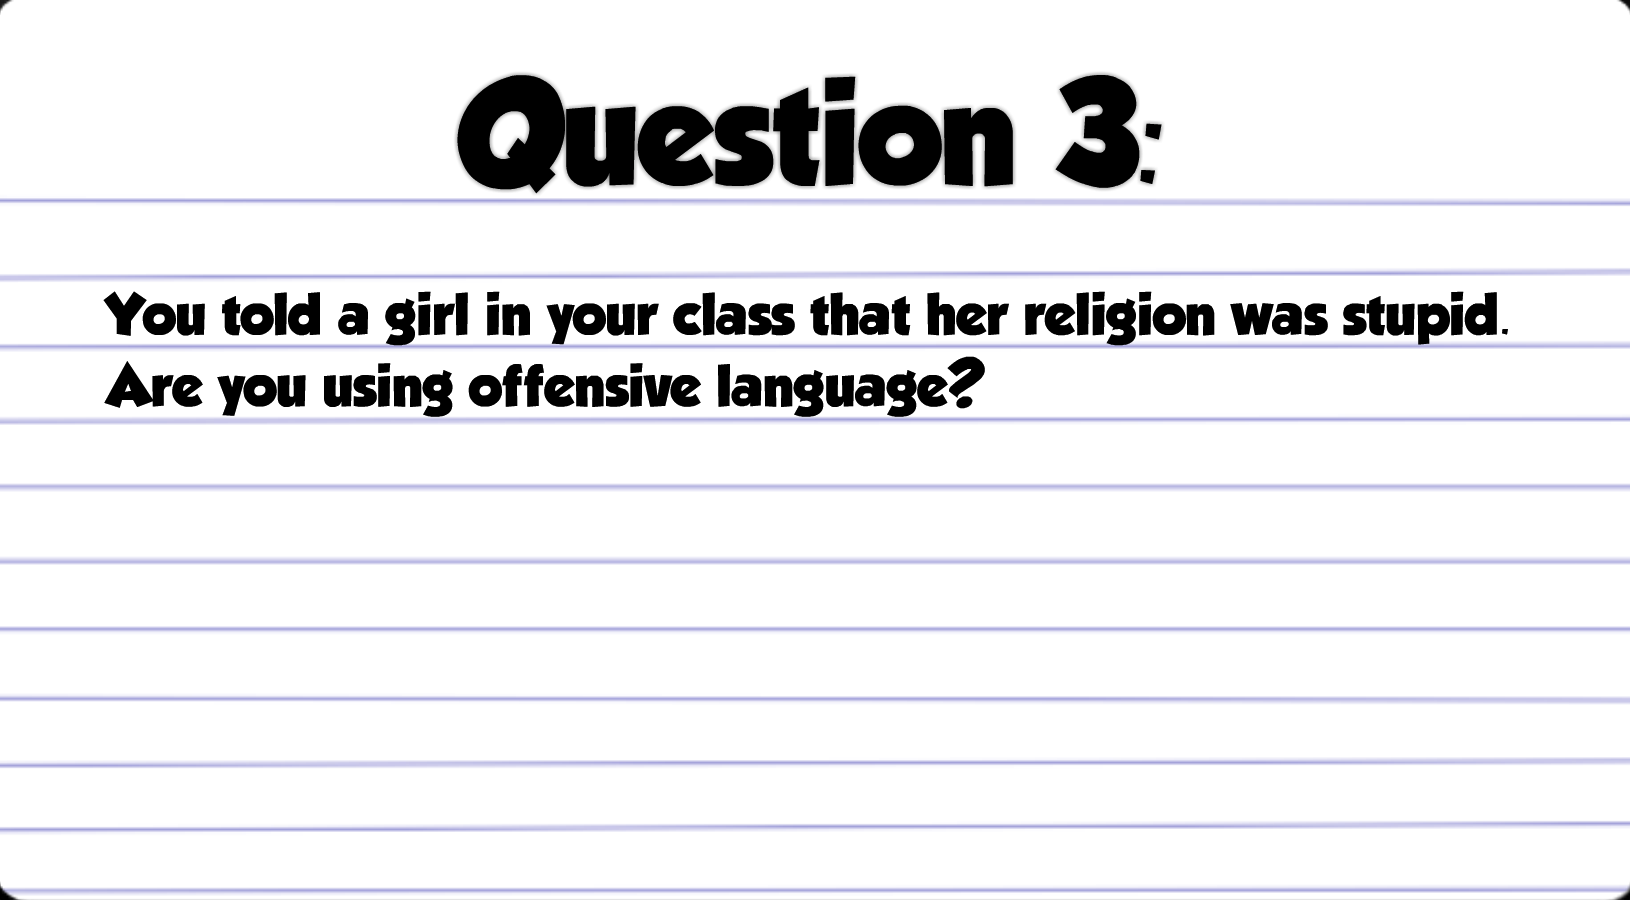 Question 3:
You told a girl in your class that her religion was stupid.
Are you using offensive language?